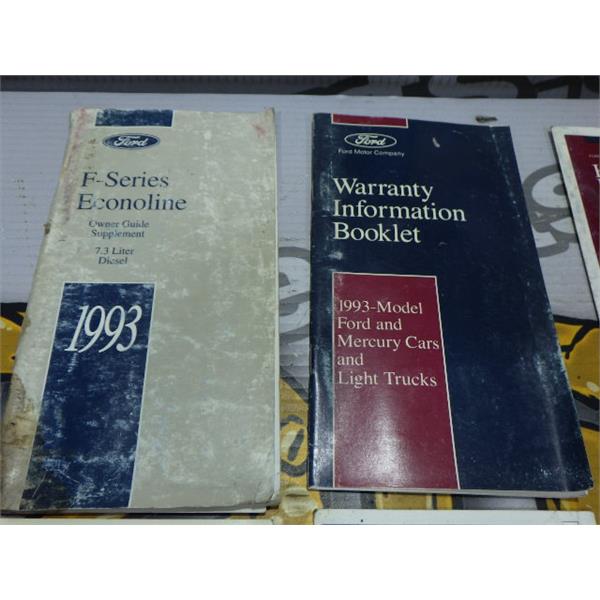 Ford
F-Series
Econoline
Owner Guide
Supplement
7.3 Liter
Diesel
1993
Ford
Ford Motor Company
Warranty
Information
Booklet
1993-Model
Ford and
Mercury Cars
and
Light Trucks